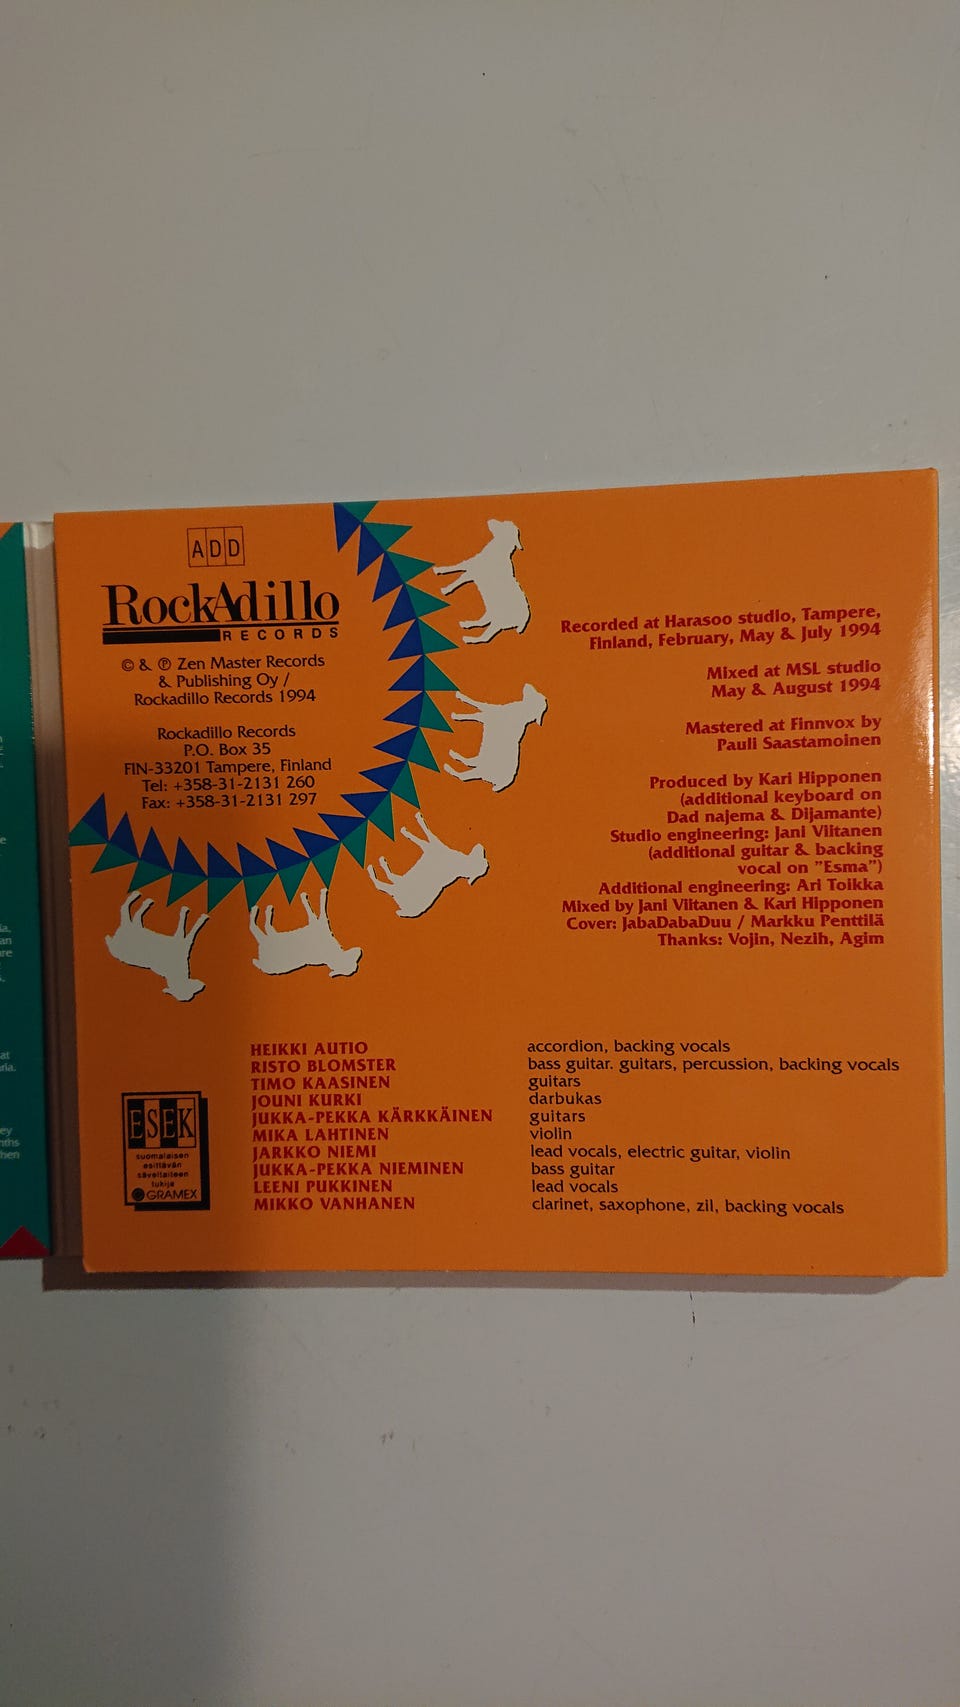 ADD
RockAdillo
RECORDS
© & ℗ Zen Master Records
& Publishing Oy /
Rockadillo Records 1994
Rockadillo Records
P.O. Box 35
FIN-33201 Tampere, Finland
Tel: +358-31-2131 260
Fax: +358-31-2131 297
Recorded at Harasoo studio, Tampere,
Finland, February, May & July 1994
Mixed at MSL studio
May & August 1994
Mastered at Finnvox by
Pauli Saastamoinen
Produced by Kari Hipponen
(additional keyboard on
Dad najema & Dijamante)
Studio engineering: Jani Viitanen
(additional guitar & backing
vocal on ”Esma”)
Additional engineering: Ari Toikka
Mixed by Jani Viitanen & Kari Hipponen
Cover: JabaDabaDuu / Markku Penttilä
Thanks: Vojin, Nezih, Agim
HEIKKI AUTIO accordion, backing vocals
RISTO BLOMSTER bass guitar. guitars, percussion, backing vocals
TIMO KAASINEN guitars
JOUNI KURKI darbukas
JUKKA-PEKKA KÄRKKÄINEN guitars
MIKA LAHTINEN violin
JARKKO NIEMI lead vocals, electric guitar, violin
JUKKA-PEKKA NIEMINEN bass guitar
LEENI PUKKINEN lead vocals
MIKKO VANHANEN clarinet, saxophone, zil, backing vocals
ESEK
suomalaisen
esittävän
säveltaiteen
tukija
GRAMEX